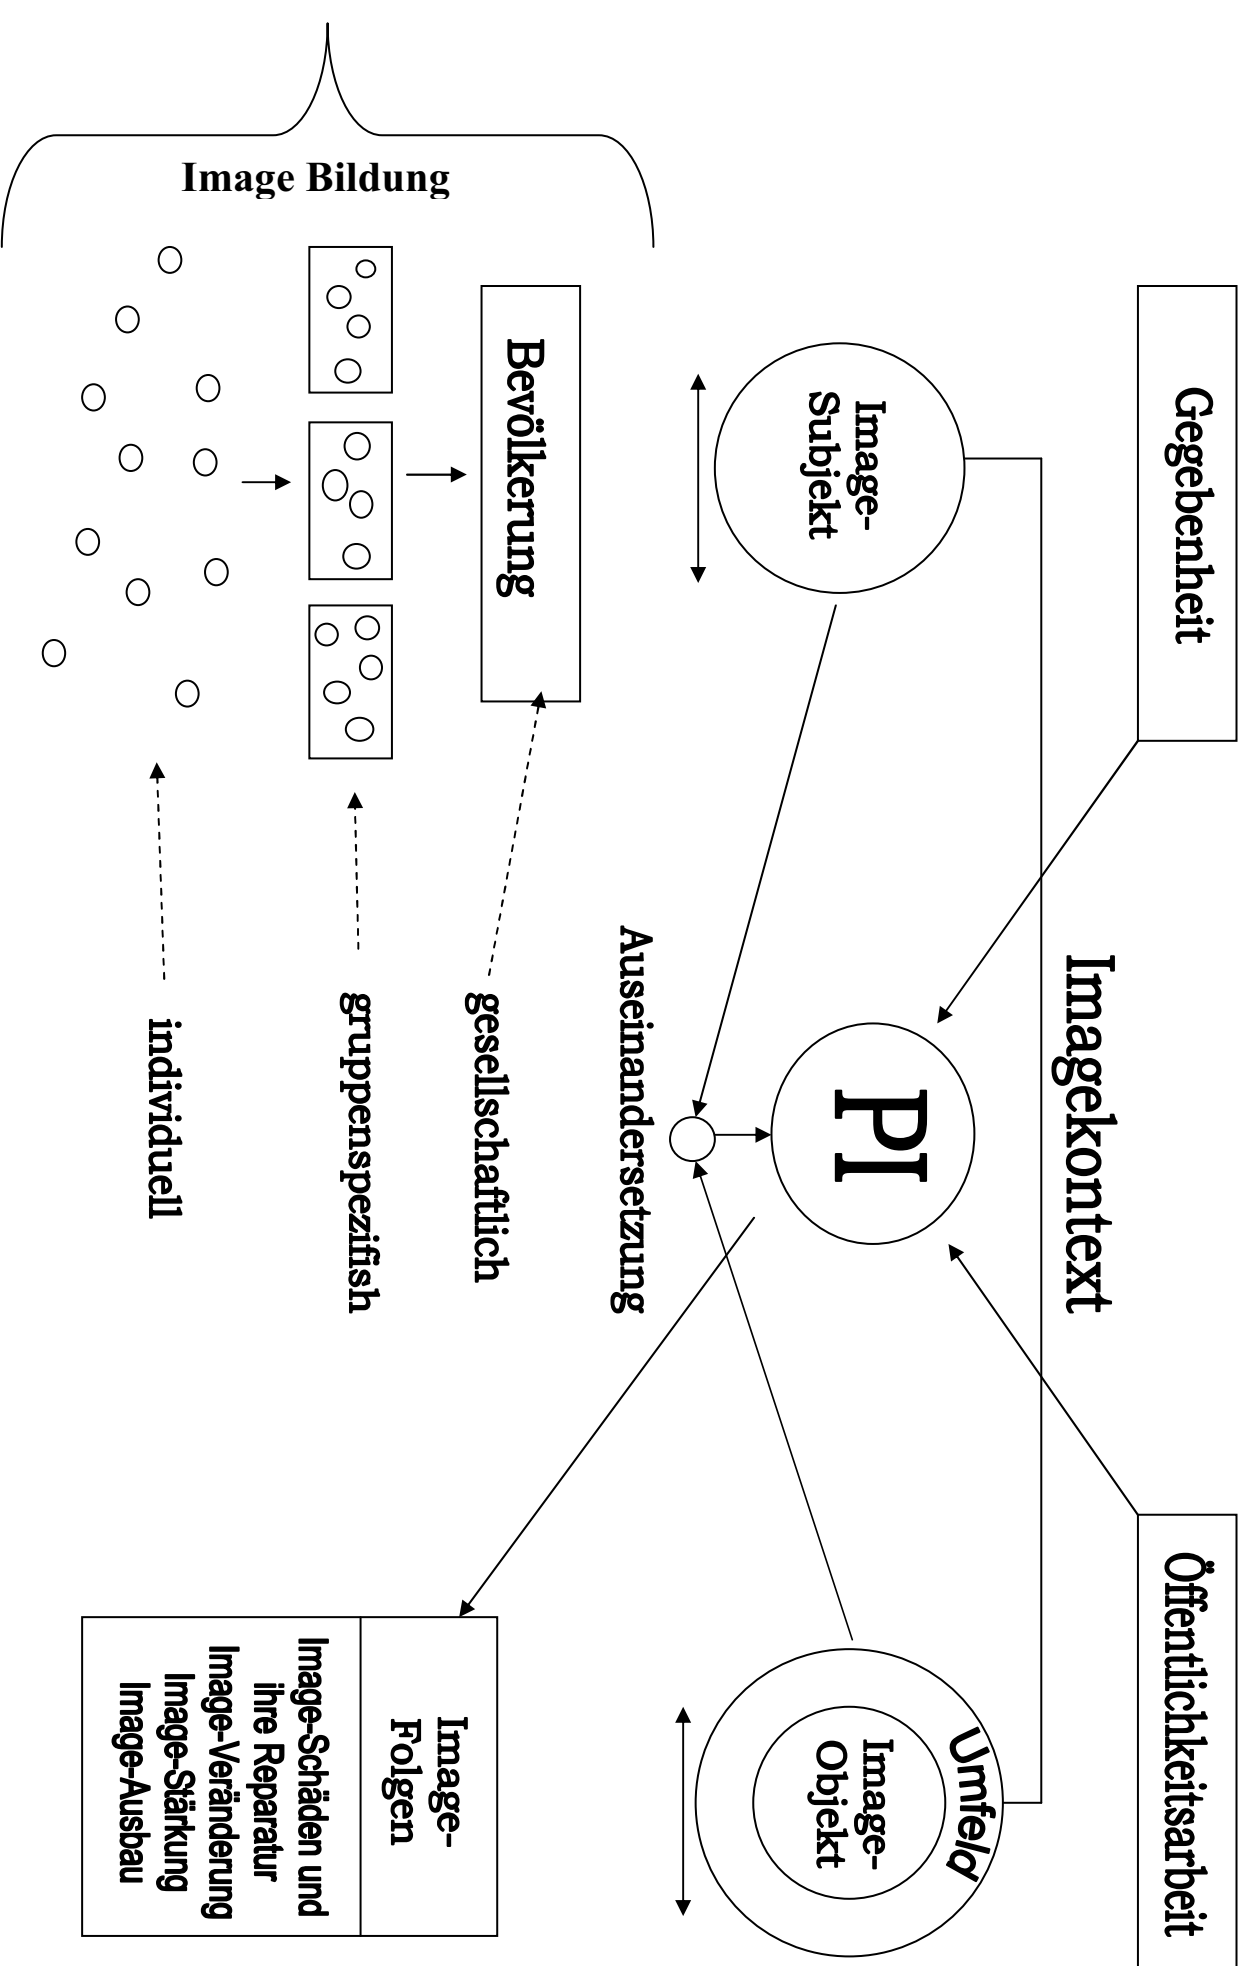 Gegebenheit
Öffentlichkeitsarbeit
Imagekontext
Image-
Subjekt
PI
Umfeld
Image-
Objekt
Auseinandersetzung
Bevölkerung
gesellschaftlich
gruppenspezifish
individuell
Image-
Folgen
Image-Schäden und
ihre Reparatur
Image-Veränderung
Image-Stärkung
Image-Ausbau
Image Bildung